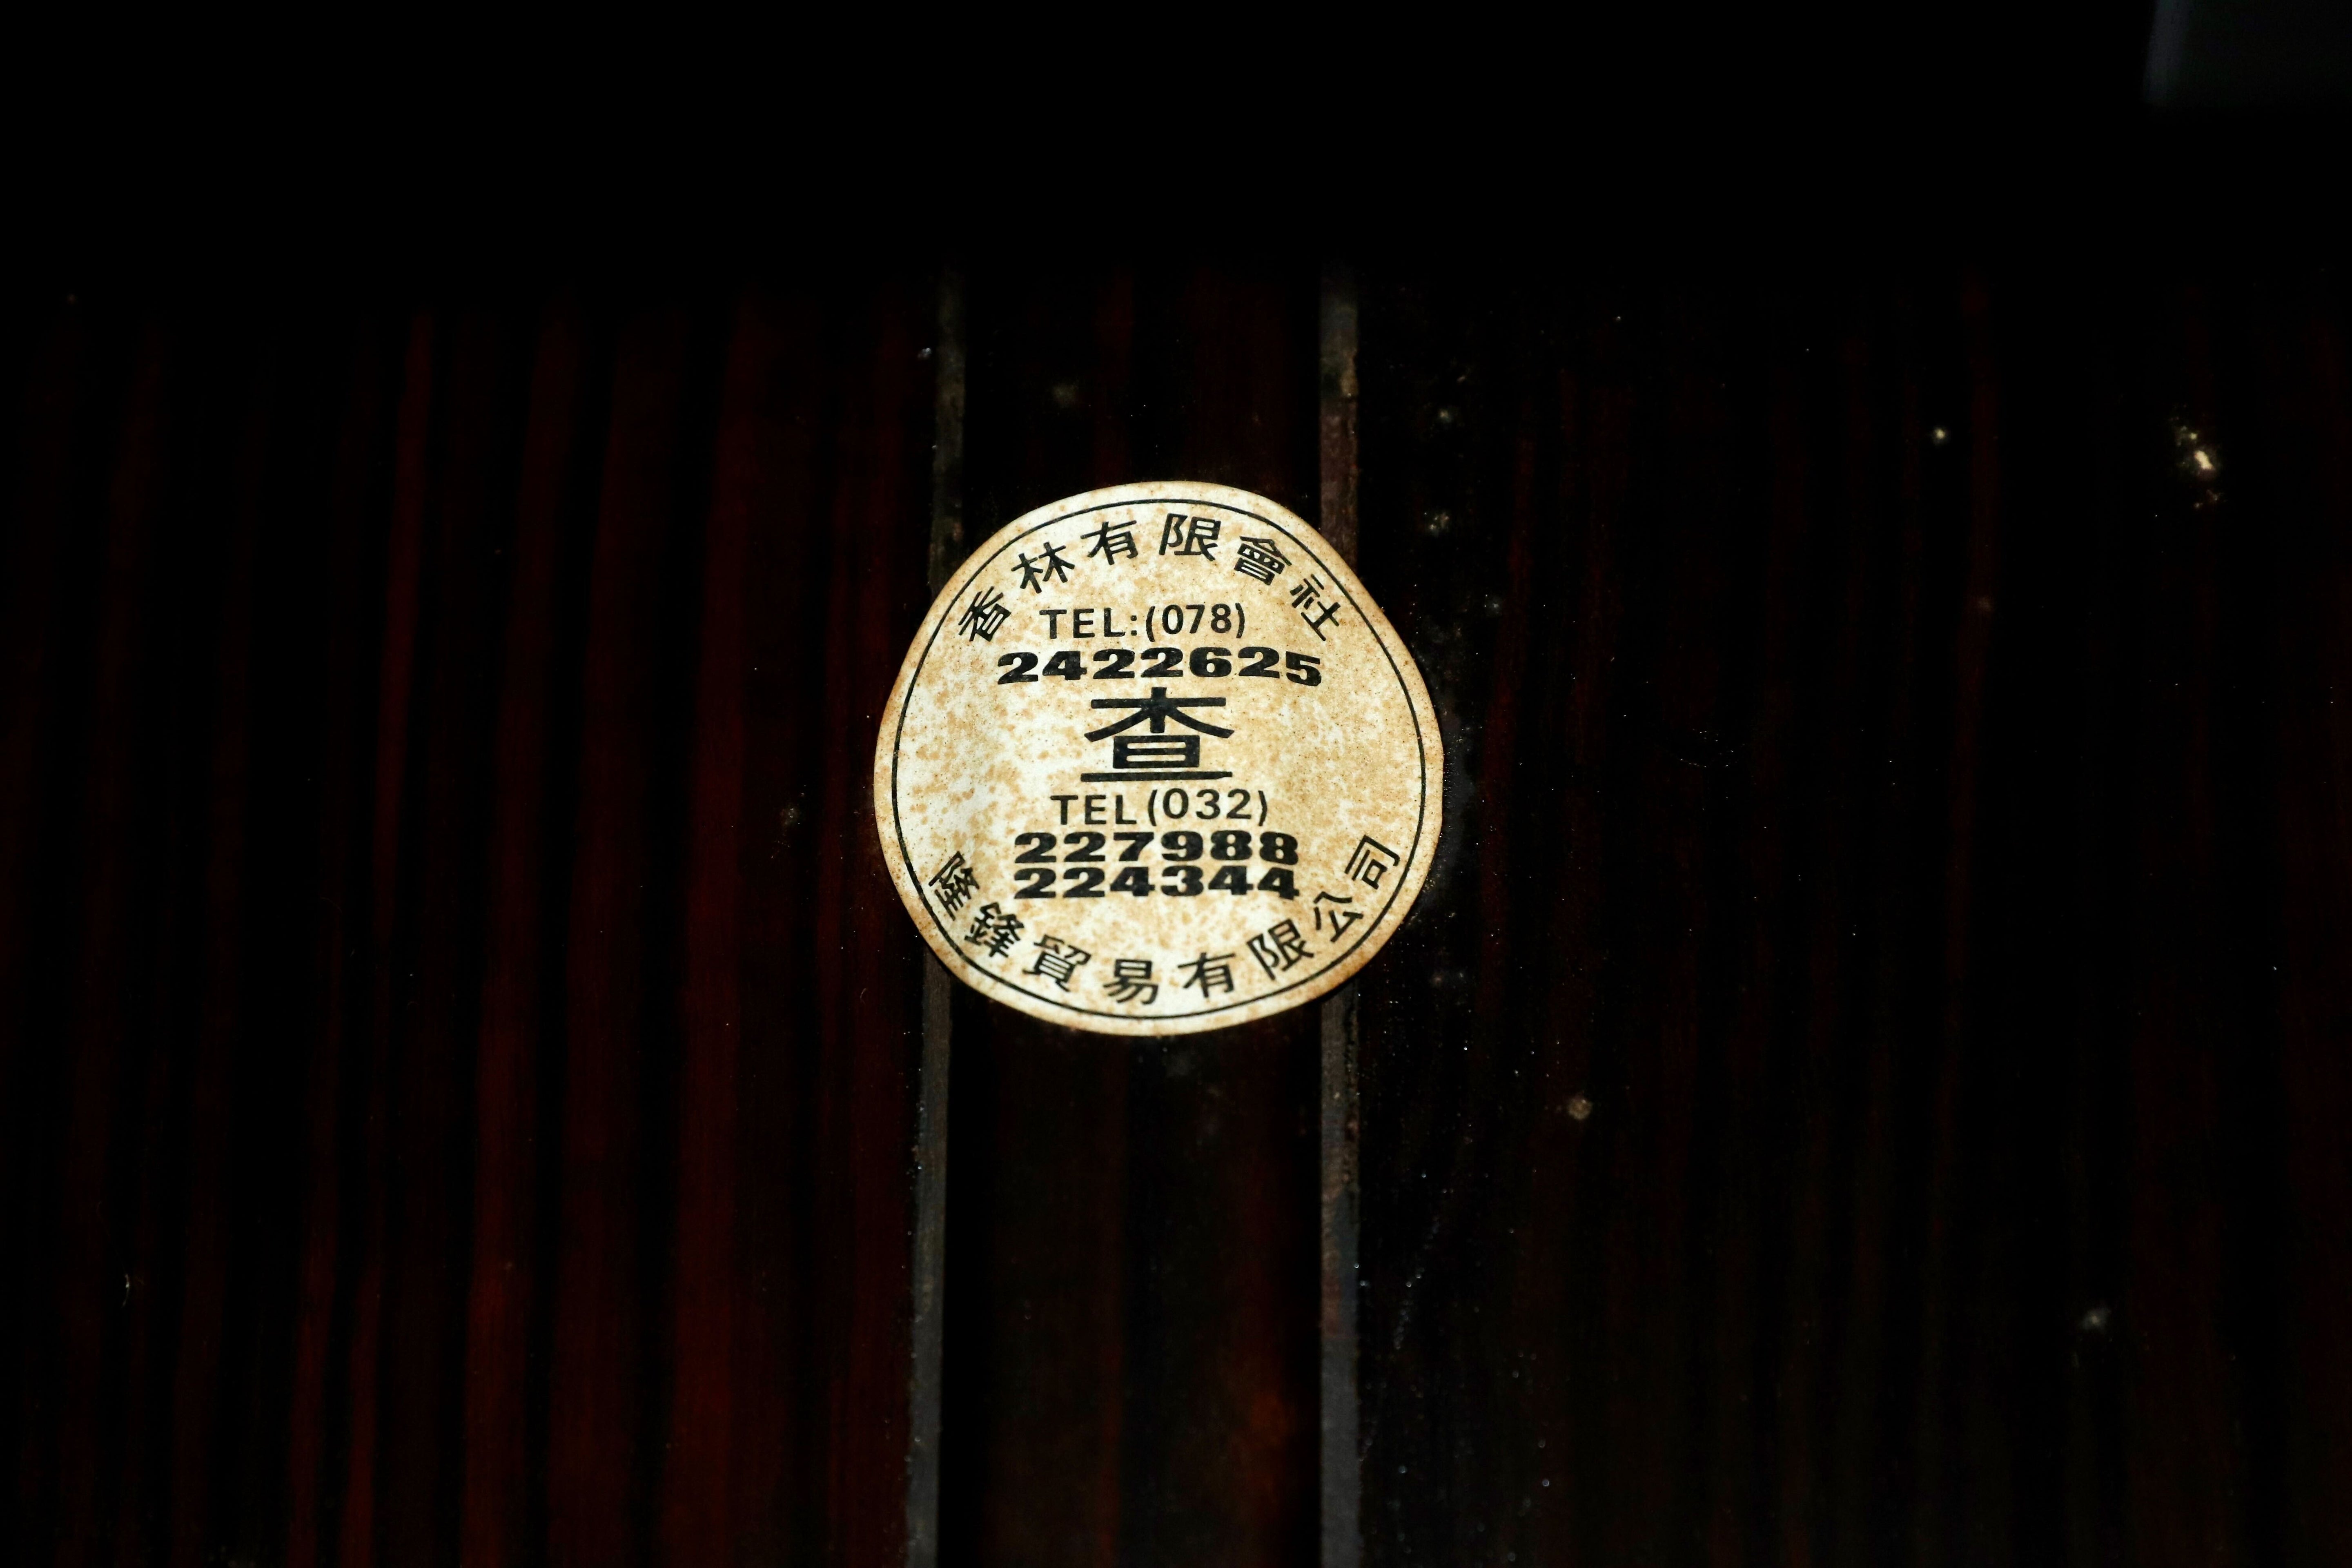 香林有限會社
TEL:(078)
2422625
查
TEL(032)
227988
224344
隆鋒貿易有限公司